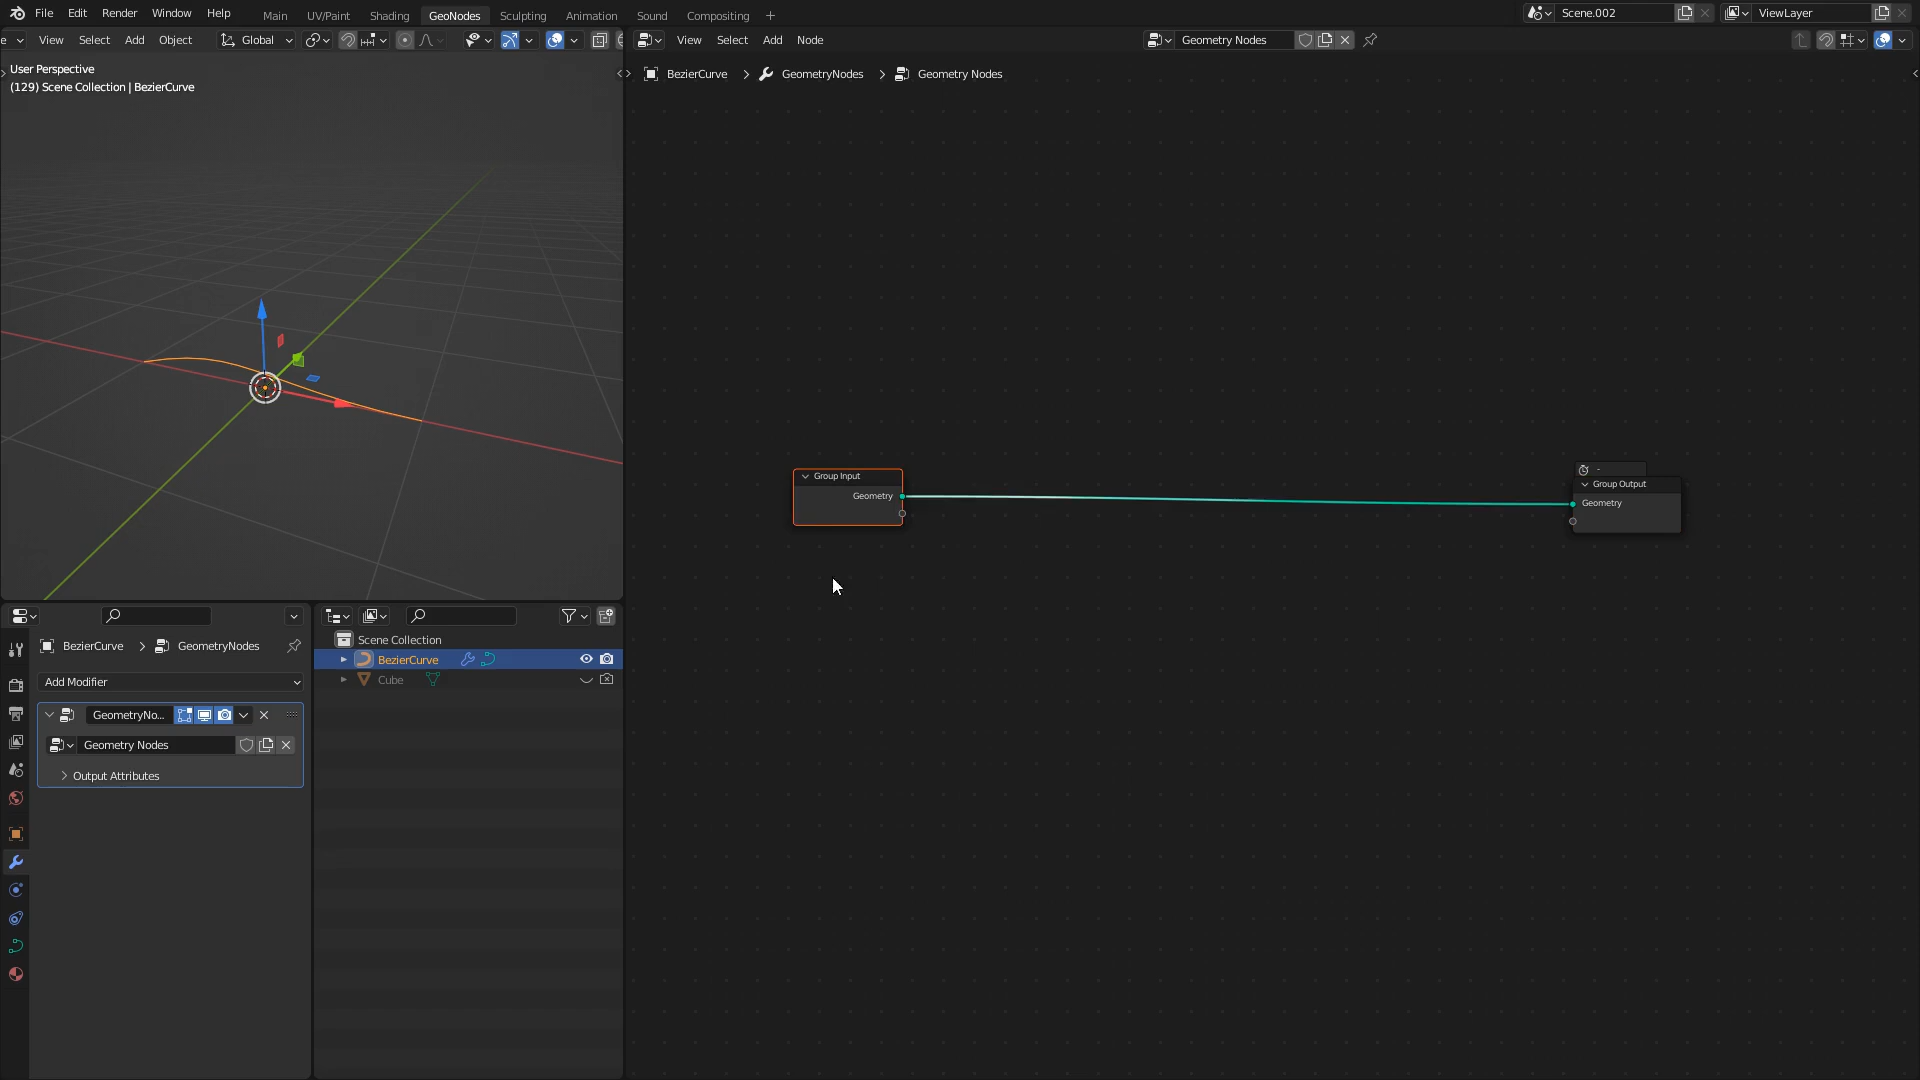 File Edit Render Window Help Main UV/Paint Shading GeoNodes Sculpting Animation Sound Compositing + Scene.002 ViewLayer
e View Select Add Object Global View Select Add Node Geometry Nodes
User Perspective
(129) Scene Collection | BezierCurve
BezierCurve > GeometryNodes > Geometry Nodes
Group Input
Geometry
-
Group Output
Geometry
BezierCurve > GeometryNodes
Add Modifier
GeometryNo...
Geometry Nodes
Output Attributes
Scene Collection
BezierCurve
Cube